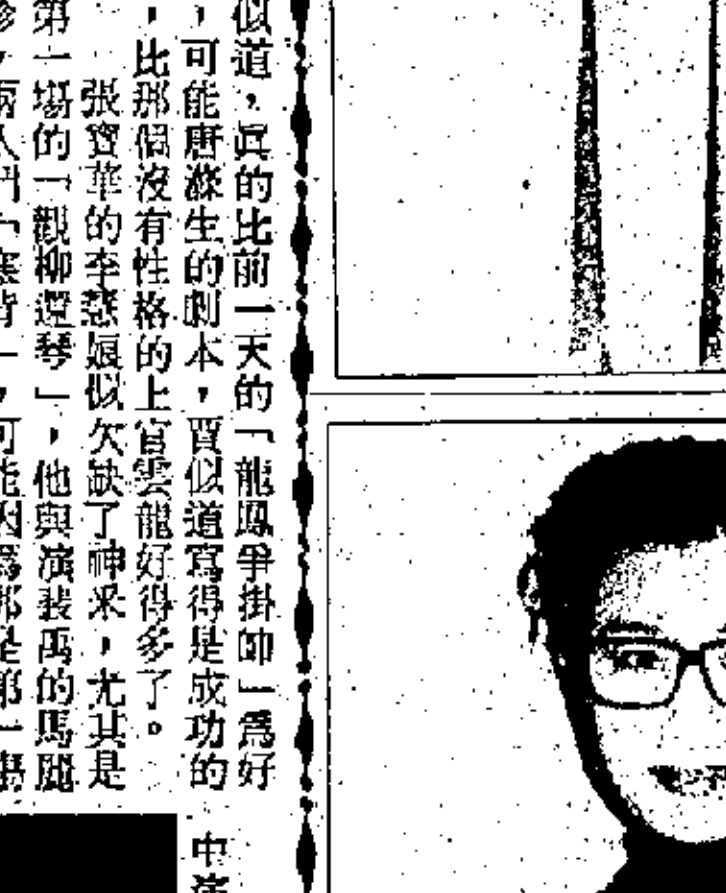 似道，真的比前一天的「龍鳳爭掛帥」爲好
，可能唐滌生的劇本，賈似道寫得是成功的
，比那個沒有性格的上官雲龍好得多了。
張寶華的李慧娘似欠缺了神釆，尤其是
第一場的「觀柳還琴」，他與演裴禹的馬麗
兩人鬥「寒背」，可能因爲那是第一場
中演